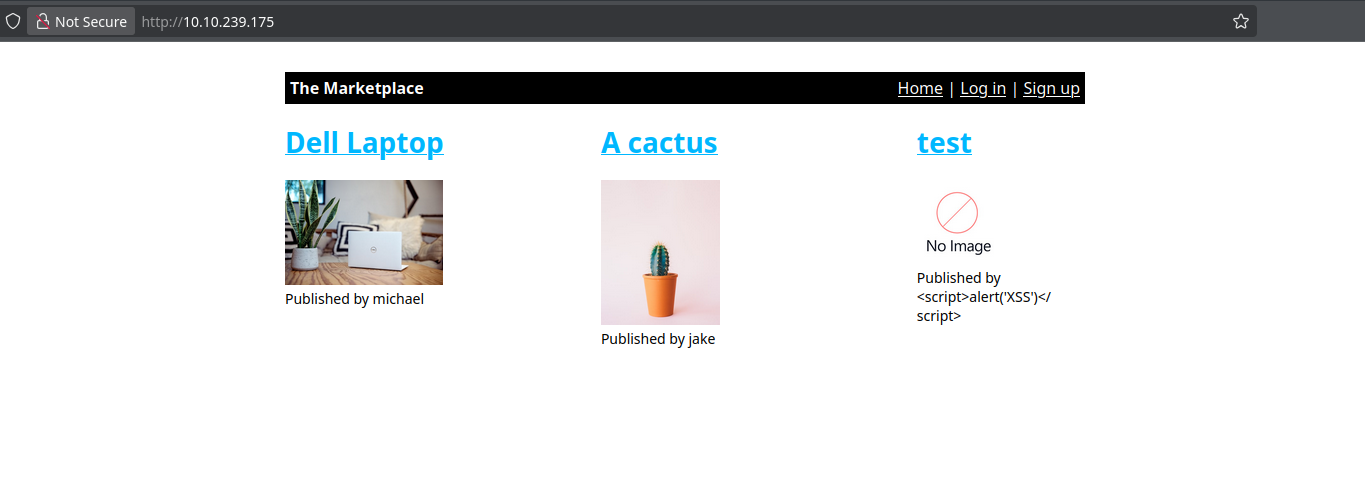 Not Secure http://10.10.239.175
The Marketplace Home | Log in | Sign up
Dell Laptop
Published by michael
A cactus
Published by jake
test
No Image
Published by
<script>alert('XSS')</
script>